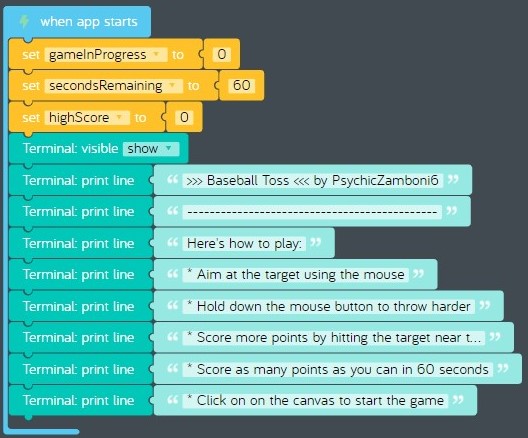 when app starts
set gameInProgress to 0
set secondsRemaining to 60
set highScore to 0
Terminal: visible show
Terminal: print line “ >>> Baseball Toss <<< by PsychicZamboni6 ”
Terminal: print line “ --------------------------------------------- ”
Terminal: print line “ Here's how to play: ”
Terminal: print line “ * Aim at the target using the mouse ”
Terminal: print line “ * Hold down the mouse button to throw harder ”
Terminal: print line “ * Score more points by hitting the target near t... ”
Terminal: print line “ * Score as many points as you can in 60 seconds ”
Terminal: print line “ * Click on on the canvas to start the game ”